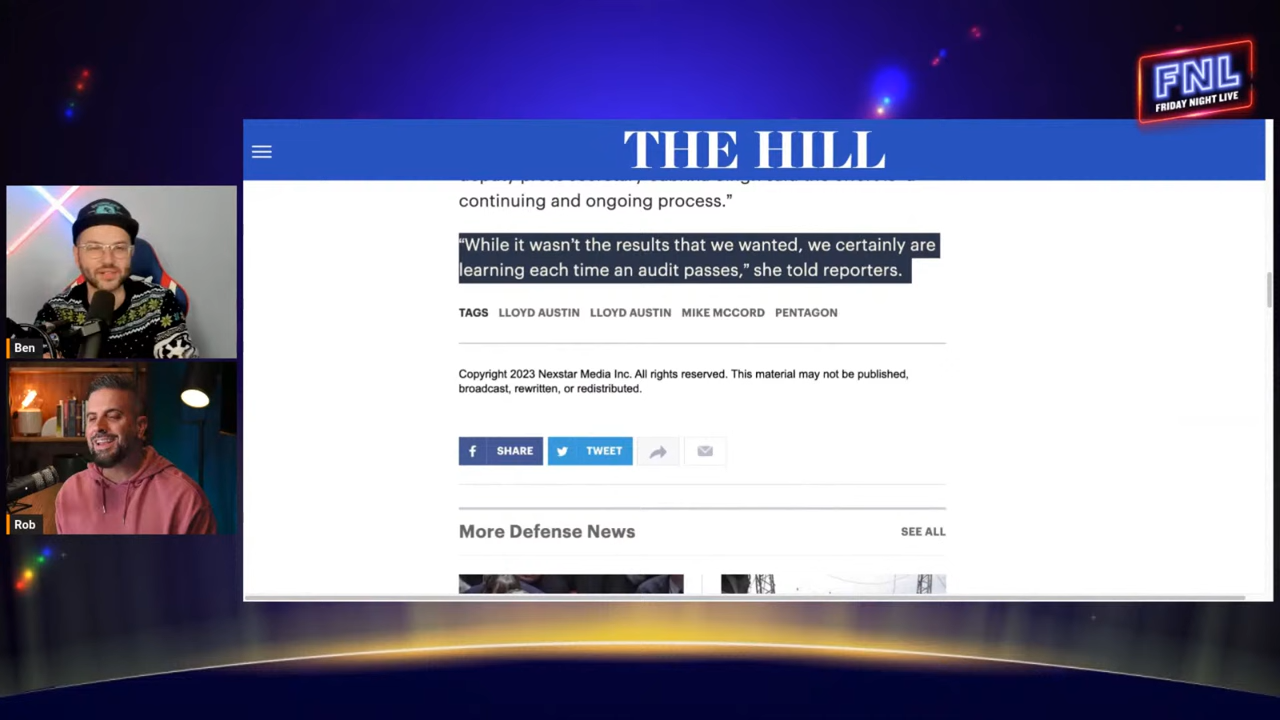 FNL
FRIDAY NIGHT LIVE
THE HILL
continuing and ongoing process.”
“While it wasn’t the results that we wanted, we certainly are
learning each time an audit passes,” she told reporters.
TAGS LLOYD AUSTIN LLOYD AUSTIN MIKE MCCORD PENTAGON
Copyright 2023 Nexstar Media Inc. All rights reserved. This material may not be published,
broadcast, rewritten, or redistributed.
SHARE TWEET
More Defense News SEE ALL
Ben
Rob